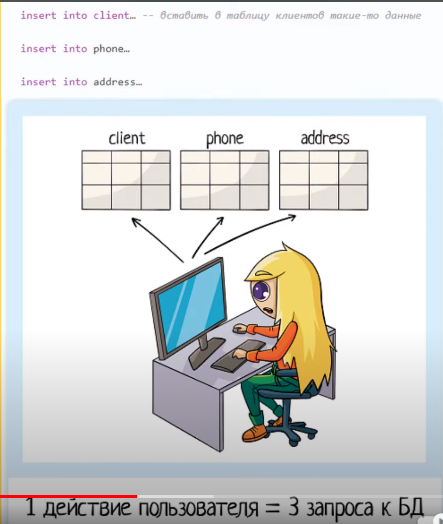 insert into client… -- вставить в таблицу клиентов такие-то данные
insert into phone…
insert into address…
client phone address
1 действие пользователя = 3 запроса к БД